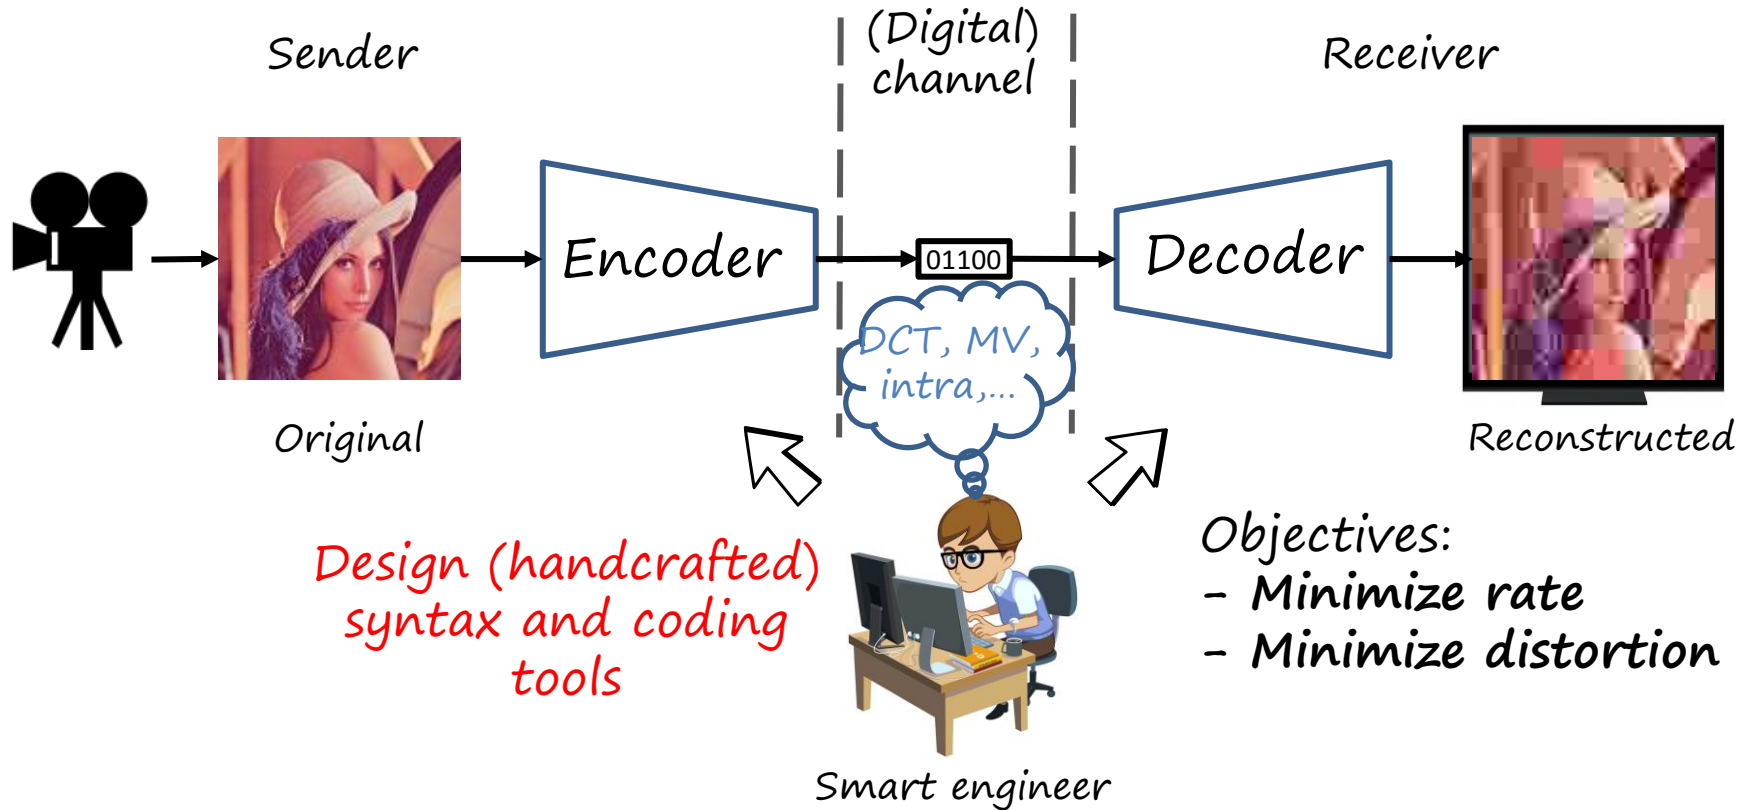 Sender
(Digital)
channel
Receiver
Encoder
01100
Decoder
DCT, MV,
intra,...
Original
Reconstructed
Design (handcrafted)
syntax and coding
tools
Objectives:
- Minimize rate
- Minimize distortion
Smart engineer